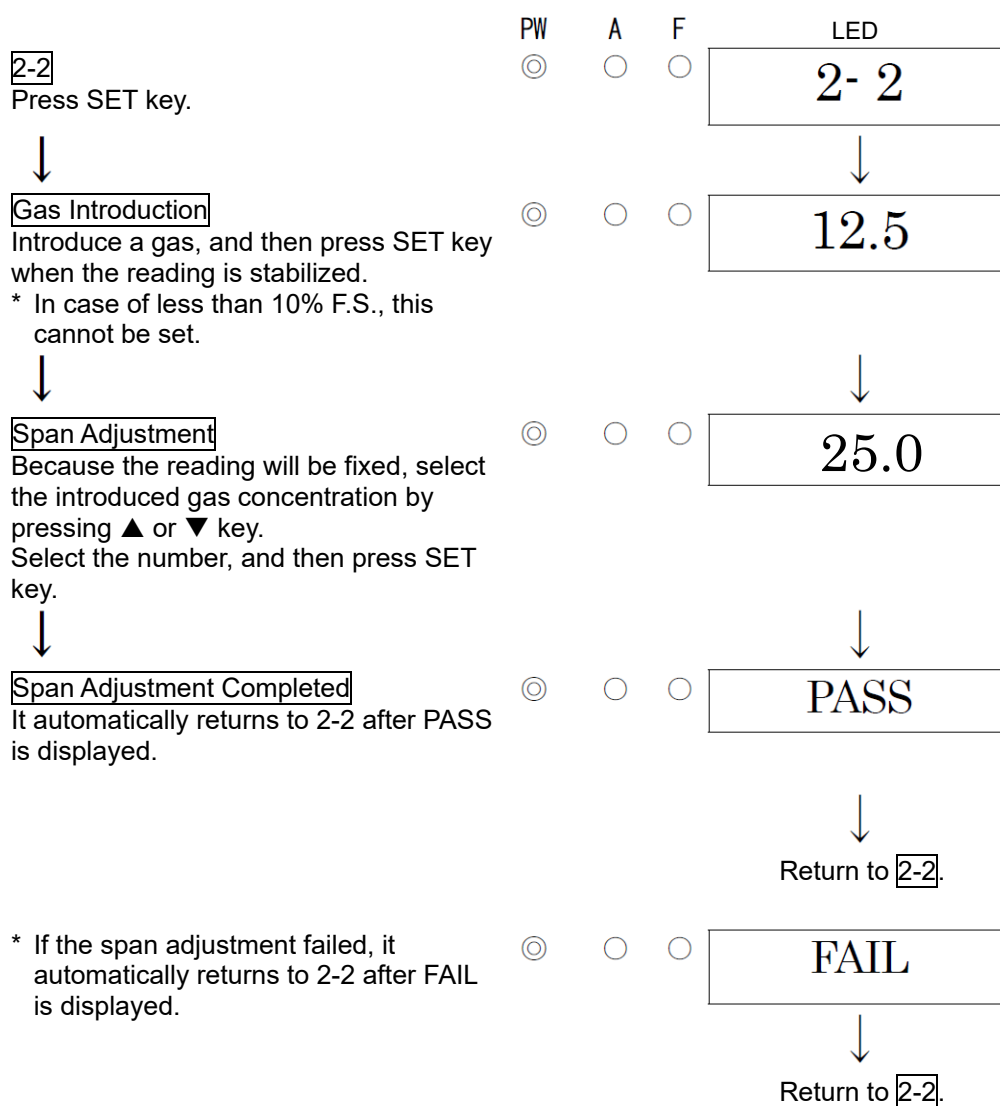 PW A F LED
2-2
Press SET key.
◎ ○ ○ 2- 2
↓ ↓
Gas Introduction
◎ ○ ○ 12.5
Introduce a gas, and then press SET key
when the reading is stabilized.
* In case of less than 10% F.S., this
cannot be set.
↓ ↓
Span Adjustment
◎ ○ ○ 25.0
Because the reading will be fixed, select
the introduced gas concentration by
pressing ▲ or ▼ key.
Select the number, and then press SET
key.
↓ ↓
Span Adjustment Completed
◎ ○ ○ PASS
It automatically returns to 2-2 after PASS
is displayed.
↓
Return to 2-2.
* If the span adjustment failed, it
automatically returns to 2-2 after FAIL
is displayed.
◎ ○ ○ FAIL
↓
Return to 2-2.